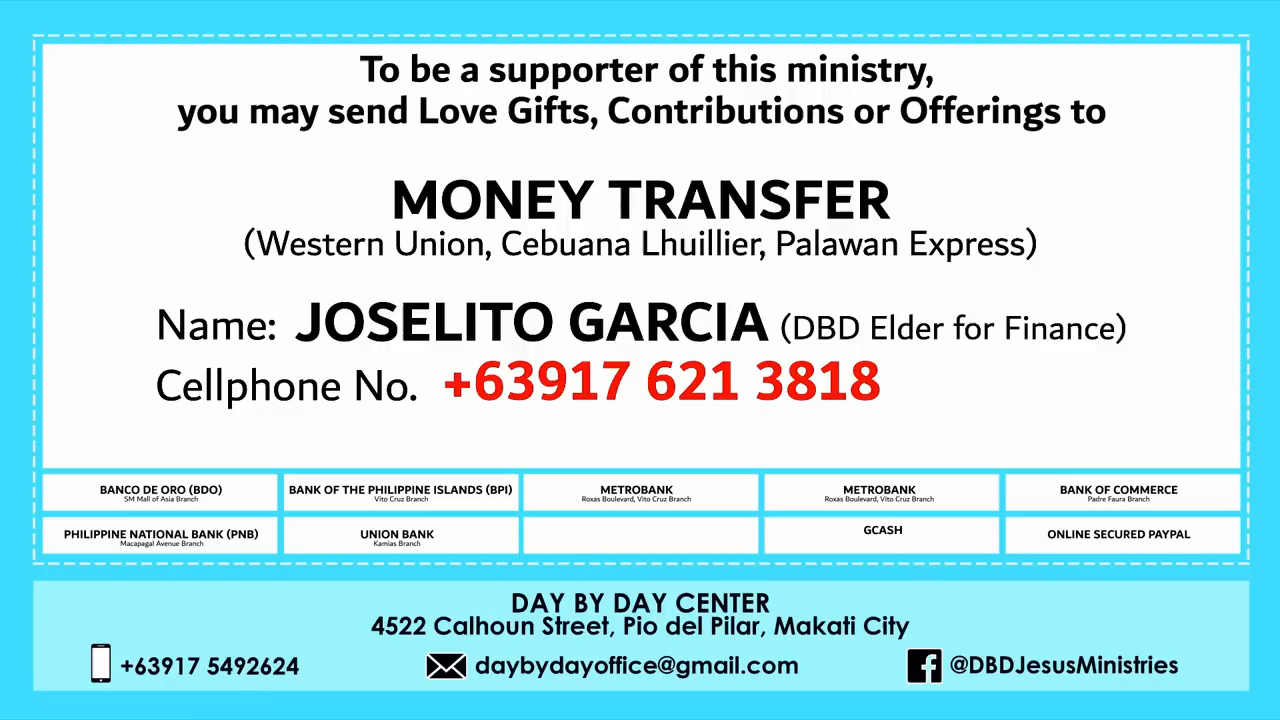 To be a supporter of this ministry,
you may send Love Gifts, Contributions or Offerings to
MONEY TRANSFER
(Western Union, Cebuana Lhuillier, Palawan Express)
Name: JOSELITO GARCIA (DBD Elder for Finance)
Cellphone No. +63917 621 3818
BANCO DE ORO (BDO)
SM Mall of Asia Branch
BANK OF THE PHILIPPINE ISLANDS (BPI)
Vito Cruz Branch
METROBANK
Roxas Boulevard, Vito Cruz Branch
METROBANK
Roxas Boulevard, Vito Cruz Branch
BANK OF COMMERCE
Padre Faura Branch
PHILIPPINE NATIONAL BANK (PNB)
Macapagal Avenue Branch
UNION BANK
Kamias Branch
GCASH
ONLINE SECURED PAYPAL
DAY BY DAY CENTER
4522 Calhoun Street, Pio del Pilar, Makati City
+63917 5492624
daybydayoffice@gmail.com
@DBDJesusMinistries